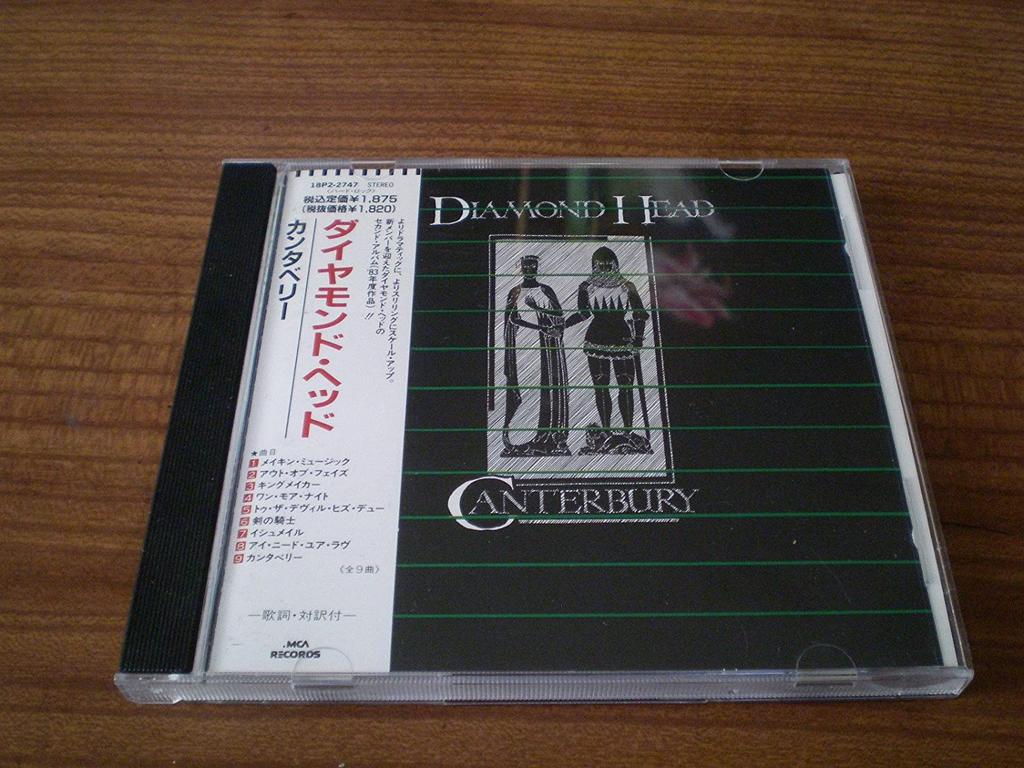 18P2-2747 STEREO
(ハード・ロック)
税込定価¥1,875
(税抜価格¥1,820)
よりドラマティックに、よりスリリングにスケール・アップ。
新メンバーを迎えたダイヤモンド・ヘッドの
セカンド・アルバム('83年度作品)!!
ダイヤモンド・ヘッド
カンタベリー
★曲目
1 メイキン・ミュージック
2 アウト・オブ・フェイズ
3 キングメイカー
4 ワン・モア・ナイト
5 トゥ・ザ・デヴィル・ヒズ・デュー
6 剣の騎士
7 イシュメイル
8 アイ・ニード・ユア・ラヴ
9 カンタベリー
《全9曲》
—歌詞・対訳付—
.MCA
RECORDS
DIAMOND HEAD
CANTERBURY